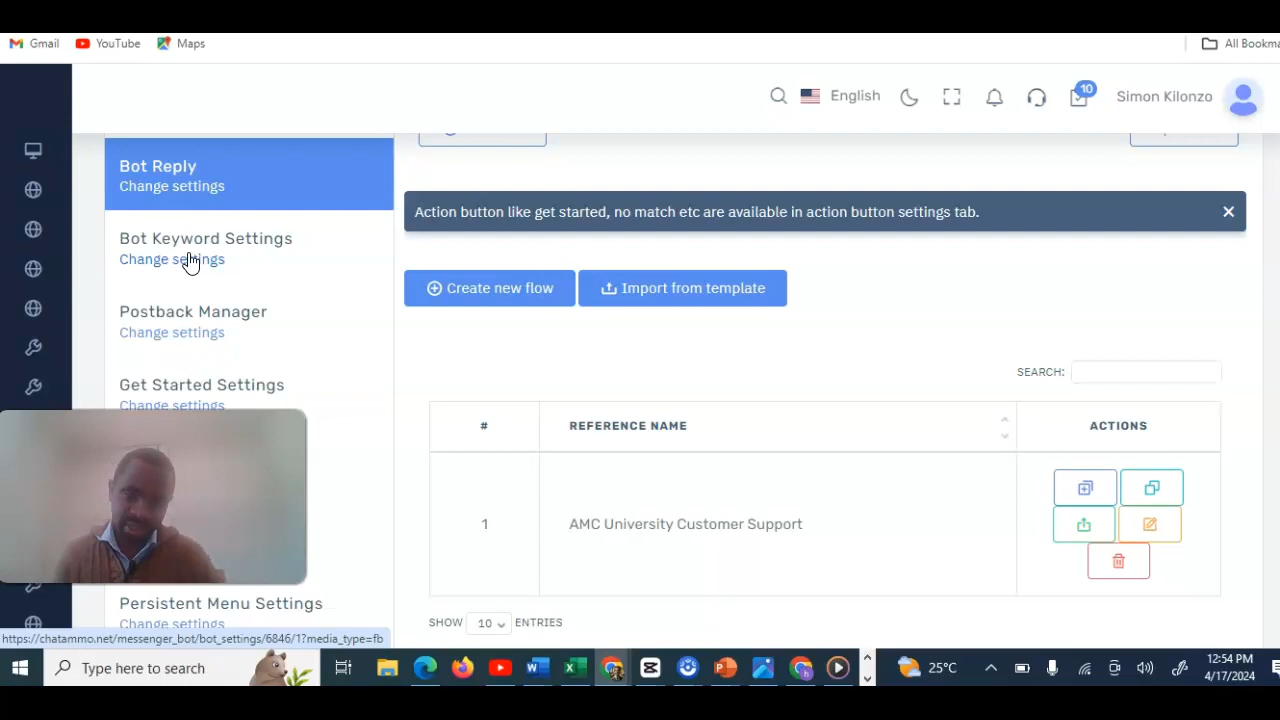 Gmail
YouTube
Maps
All Bookma
English
10
Simon Kilonzo
Bot Reply
Change settings
Action button like get started, no match etc are available in action button settings tab.
Bot Keyword Settings
Change settings
Create new flow
Import from template
Postback Manager
Change settings
SEARCH:
Get Started Settings
Change settings
#
REFERENCE NAME
ACTIONS
1
AMC University Customer Support
Persistent Menu Settings
Change settings
SHOW 10 ENTRIES
https://chatammo.net/messenger_bot/bot_settings/6846/1?media_type=fb
Type here to search
25°C
12:54 PM
4/17/2024